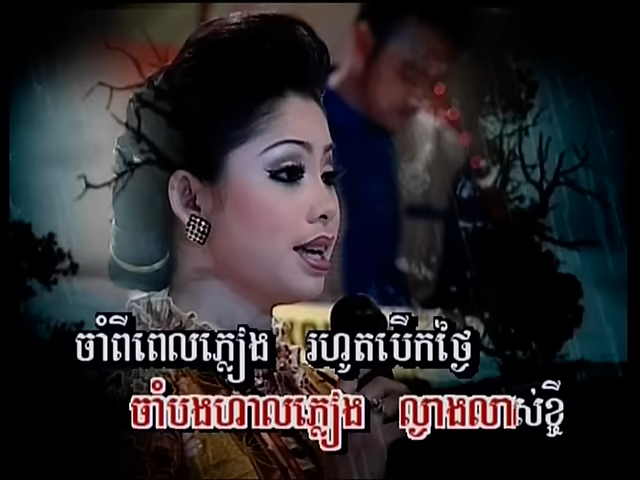 ចាំពីពេលភ្លៀង រហូតបើកថ្ងៃ
ចាំបងហាលភ្លៀង ល្ងាងលាស់ខ្ចី